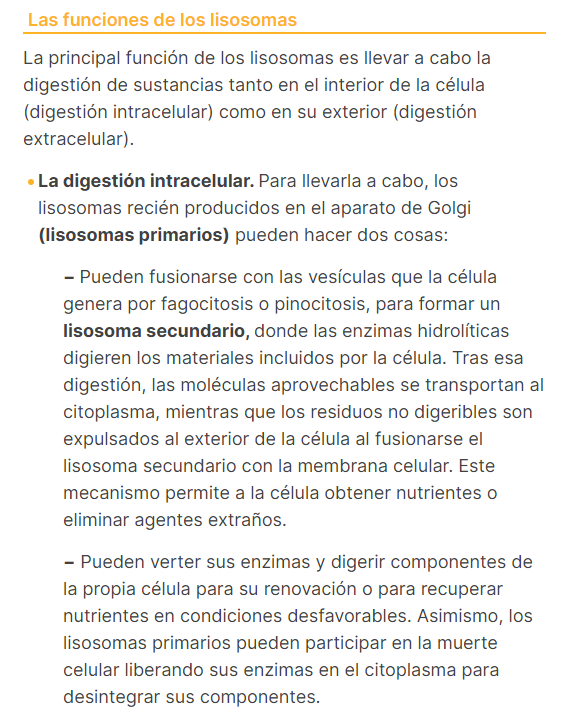 Las funciones de los lisosomas
La principal función de los lisosomas es llevar a cabo la
digestión de sustancias tanto en el interior de la célula
(digestión intracelular) como en su exterior (digestión
extracelular).
• La digestión intracelular. Para llevarla a cabo, los
lisosomas recién producidos en el aparato de Golgi
(lisosomas primarios) pueden hacer dos cosas:
– Pueden fusionarse con las vesículas que la célula
genera por fagocitosis o pinocitosis, para formar un
lisosoma secundario, donde las enzimas hidrolíticas
digieren los materiales incluidos por la célula. Tras esa
digestión, las moléculas aprovechables se transportan al
citoplasma, mientras que los residuos no digeribles son
expulsados al exterior de la célula al fusionarse el
lisosoma secundario con la membrana celular. Este
mecanismo permite a la célula obtener nutrientes o
eliminar agentes extraños.
– Pueden verter sus enzimas y digerir componentes de
la propia célula para su renovación o para recuperar
nutrientes en condiciones desfavorables. Asimismo, los
lisosomas primarios pueden participar en la muerte
celular liberando sus enzimas en el citoplasma para
desintegrar sus componentes.